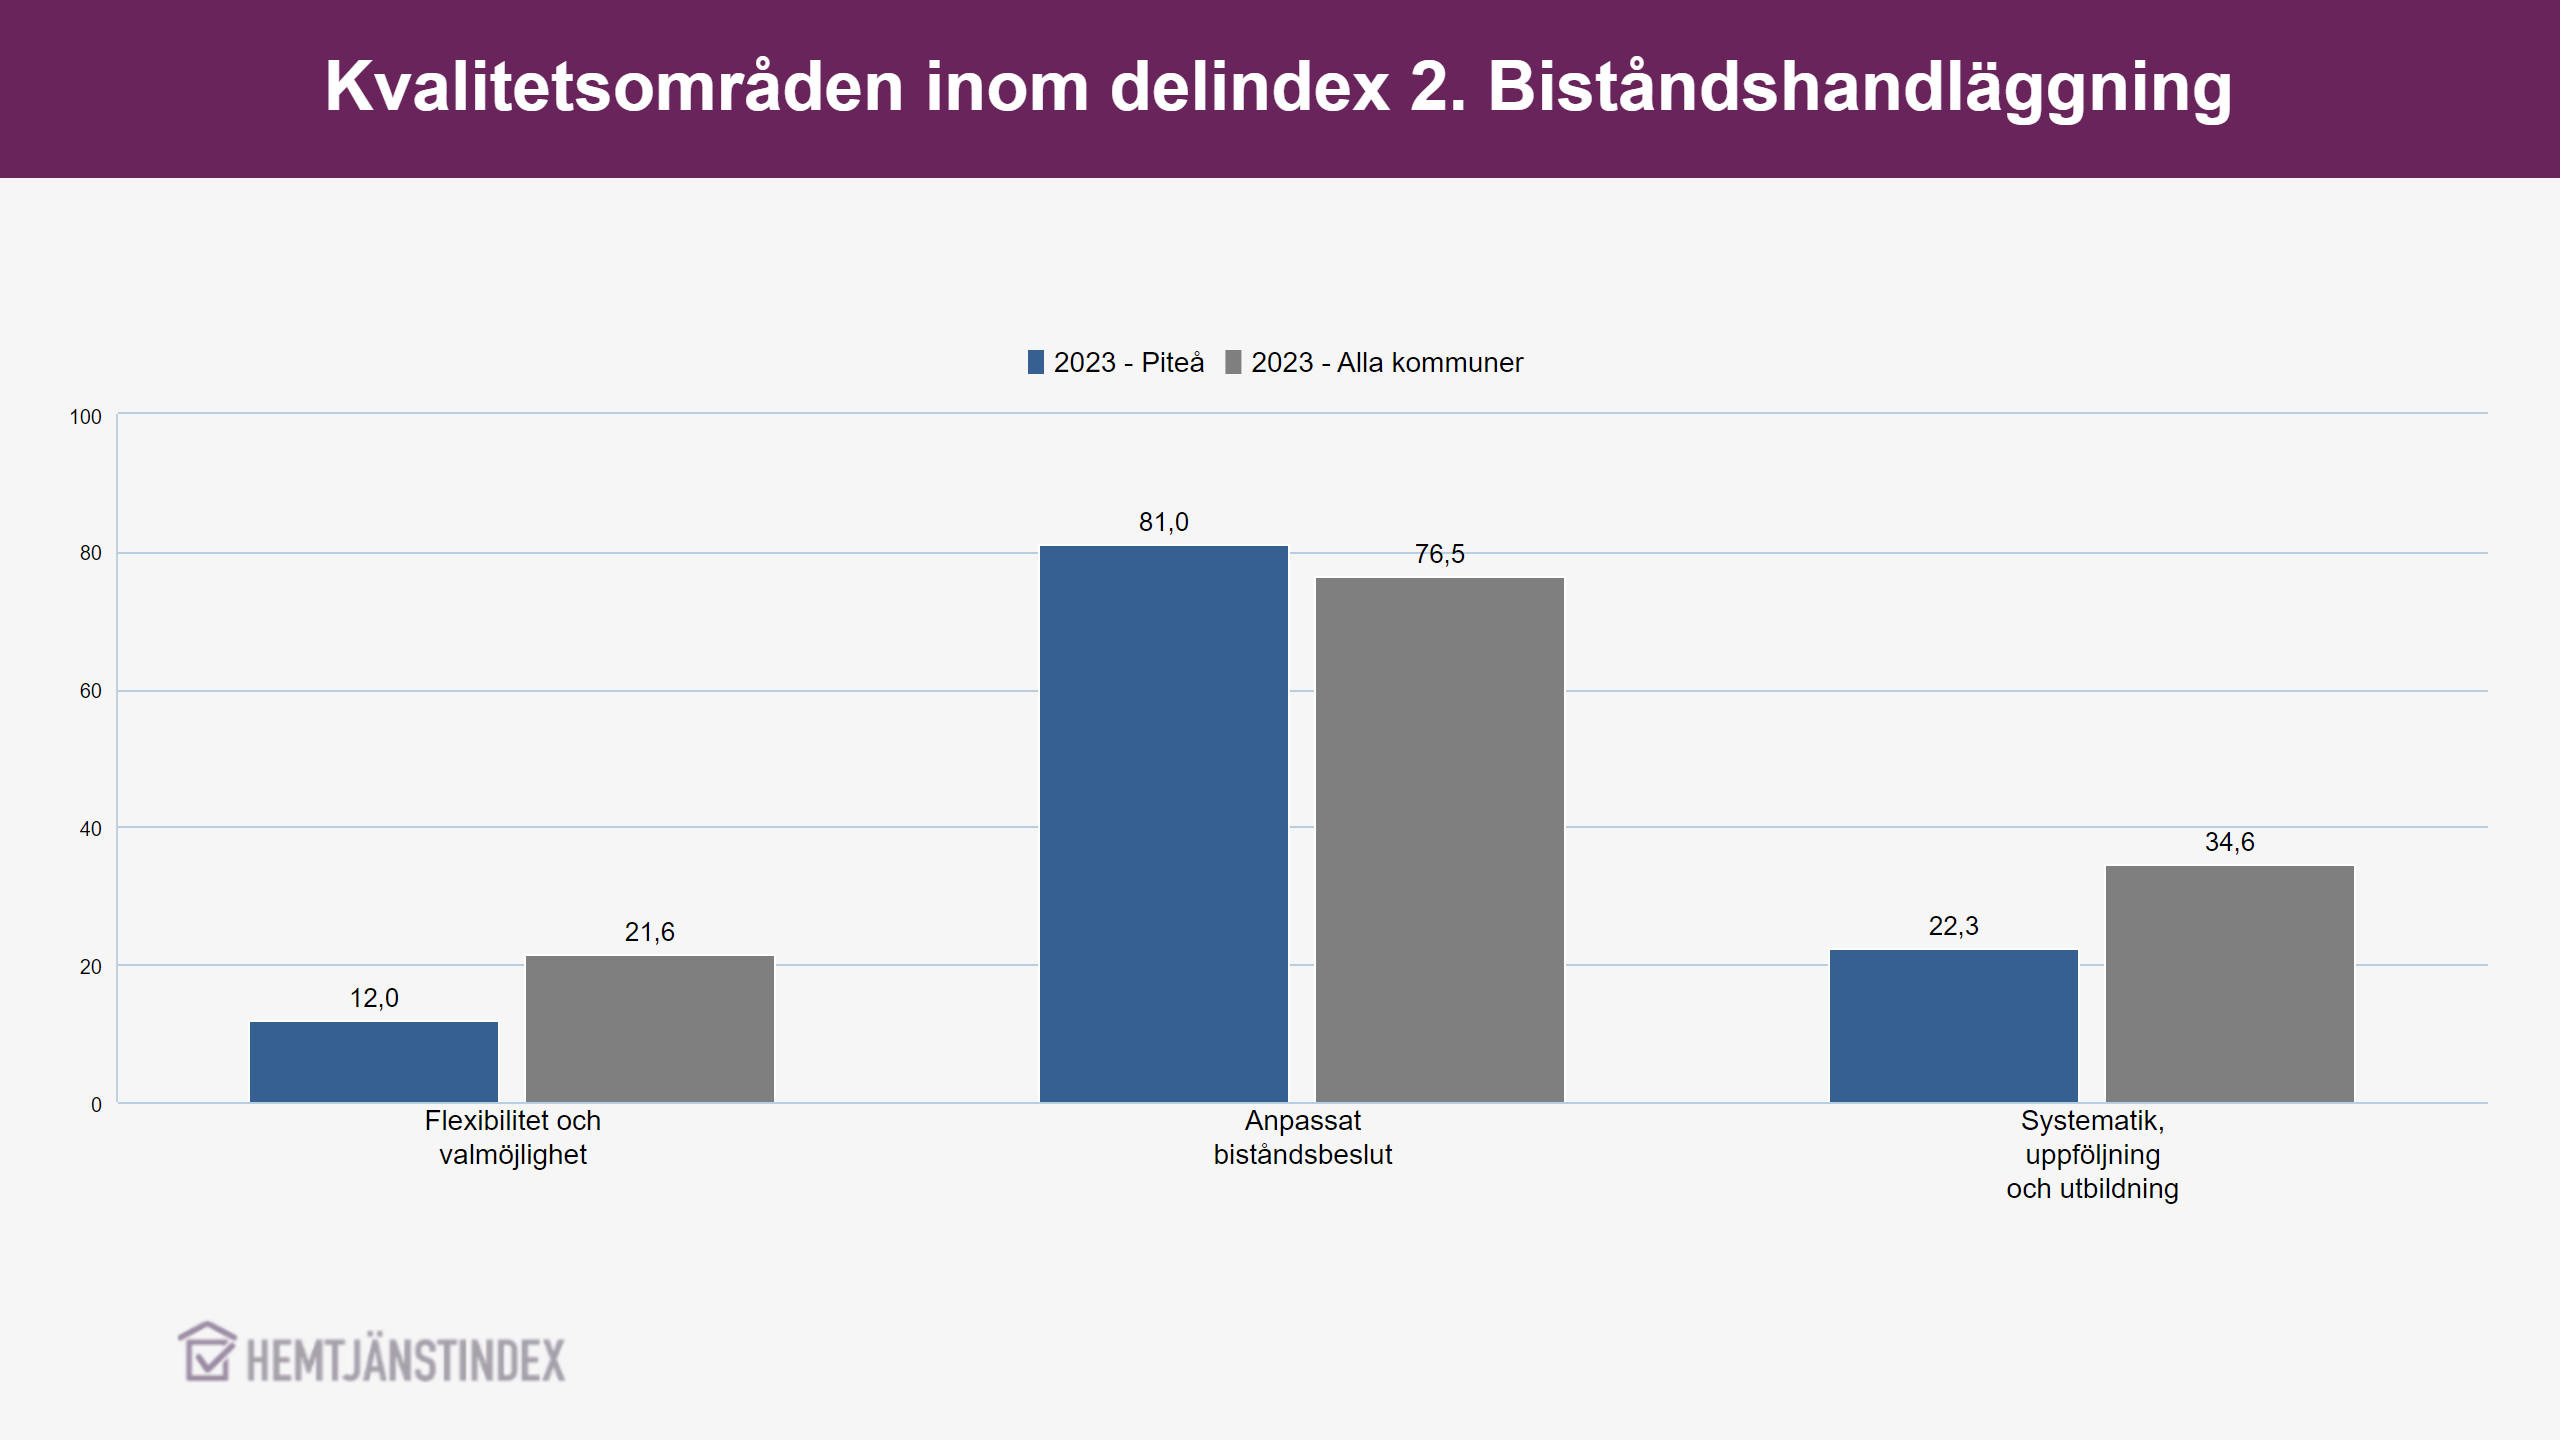 Kvalitetsområden inom delindex 2. Biståndshandläggning
2023 - Piteå 2023 - Alla kommuner
100
80
60
40
20
0
12,0
21,6
81,0
76,5
22,3
34,6
Flexibilitet och
valmöjlighet
Anpassat
biståndsbeslut
Systematik,
uppföljning
och utbildning
HEMTJÄNSTINDEX